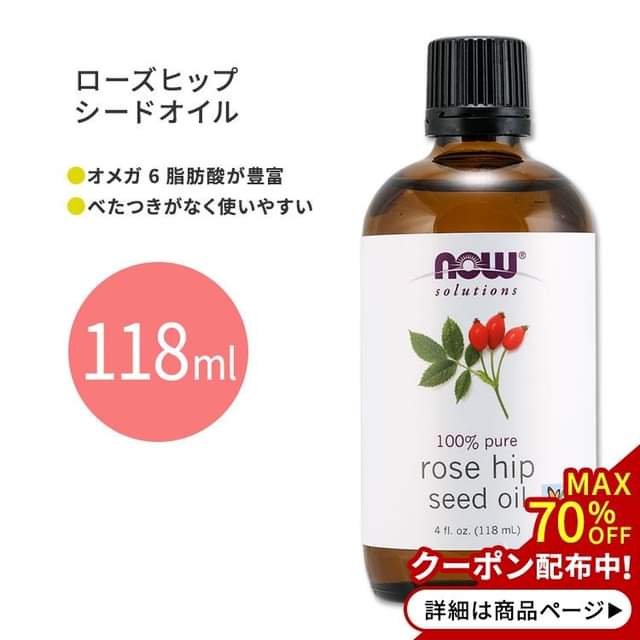 ローズヒップ
シードオイル
オメガ6脂肪酸が豊富
べたつきがなく使いやすい
118ml
NOW®
solutions
100% pure
rose hip
seed oil
4 fl. oz. (118 mL)
MAX
70%OFF
クーポン配布中!
詳細は商品ページ▶